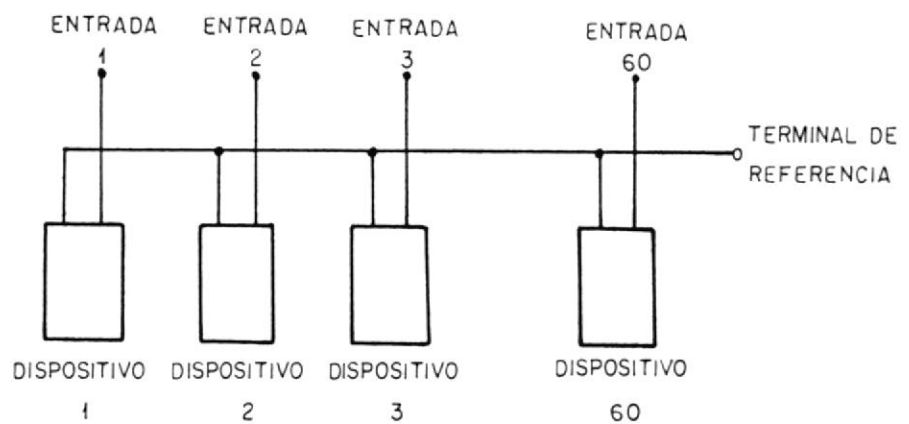 ENTRADA
1
ENTRADA
2
ENTRADA
3
ENTRADA
60
TERMINAL DE
REFERENCIA
DISPOSITIVO
1
DISPOSITIVO
2
DISPOSITIVO
3
DISPOSITIVO
60